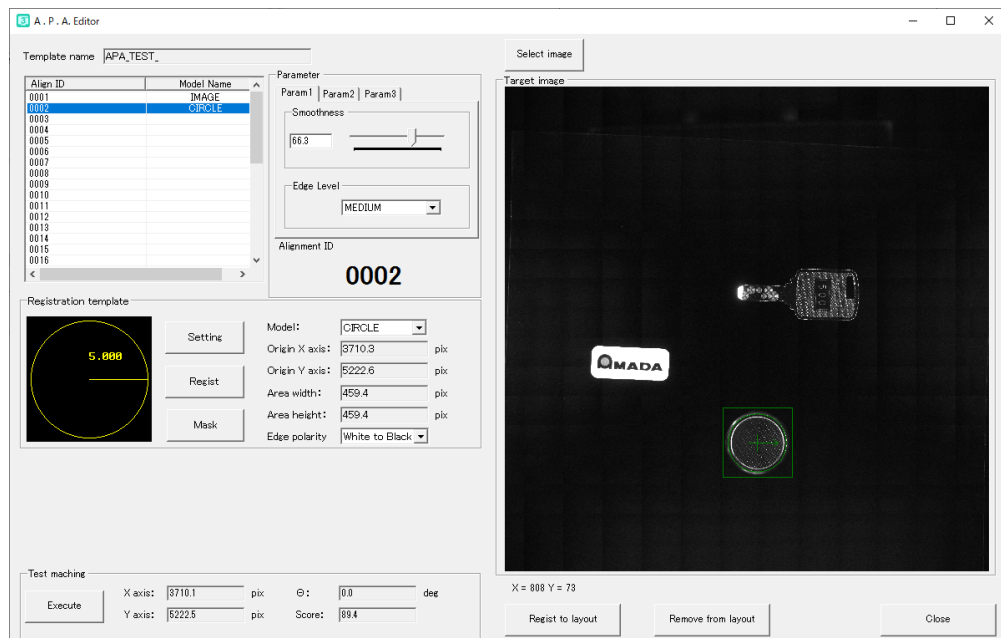 A.P.A. Editor
Template name APA_TEST_
Select image
Align ID Model Name
0001 IMAGE
0002 CIRCLE
0003
0004
0005
0006
0007
0008
0009
0010
0011
0012
0013
0014
0015
0016
Parameter
Param1 Param2 Param3
Smoothness
66.3
Edge Level
MEDIUM
Alignment ID
0002
Target image
AMADA
Registration template
5.000
Setting
Regist
Mask
Model: CIRCLE
Origin X axis: 3710.3 pix
Origin Y axis: 5222.6 pix
Area width: 459.4 pix
Area height: 459.4 pix
Edge polarity White to Black
Test maching
Execute
X axis: 3710.1 pix Θ: 0.0 deg
Y axis: 5222.5 pix Score: 89.4
X = 808 Y = 73
Regist to layout
Remove from layout
Close